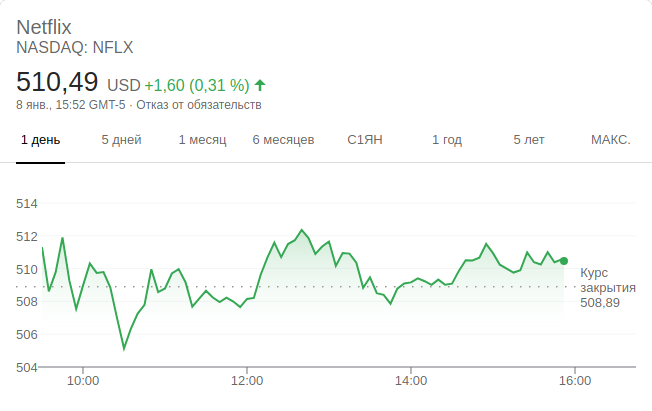 Netflix
NASDAQ: NFLX
510,49 USD +1,60 (0,31 %)
8 янв., 15:52 GMT-5 · Отказ от обязательств
1 день 5 дней 1 месяц 6 месяцев С1ЯН 1 год 5 лет МАКС.
514
512
510
508
506
504
Курс
закрытия
508,89
10:00 12:00 14:00 16:00